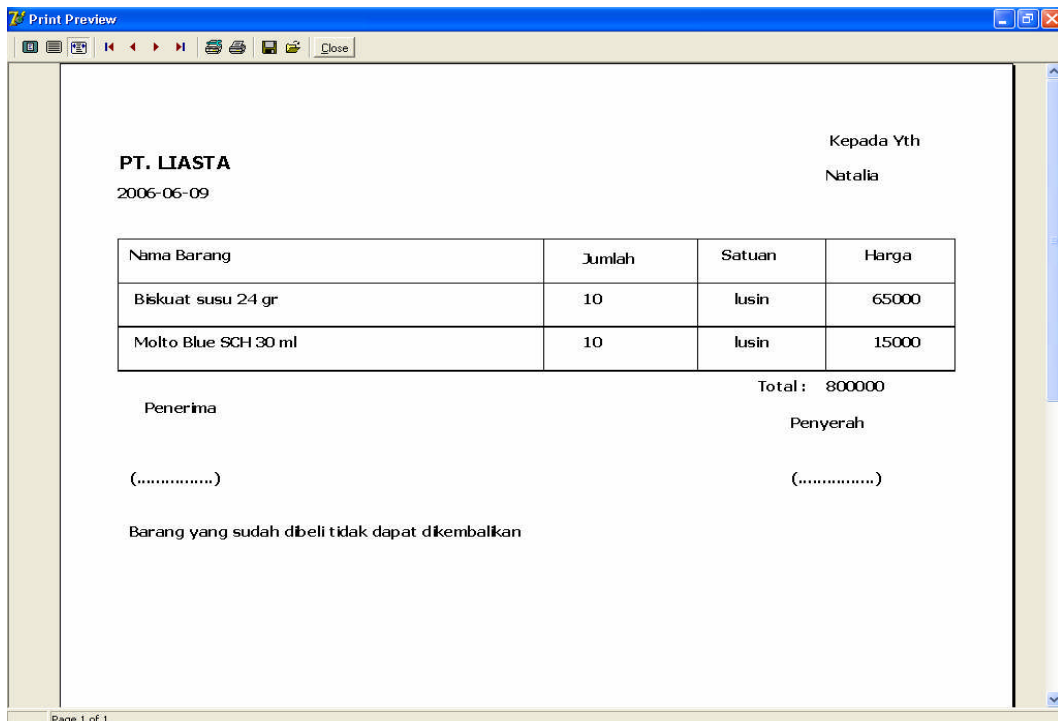 Print Preview
Close
Kepada Yth
PT. LIASTA
Natalia
2006-06-09
Nama Barang Jumlah Satuan Harga
Biskuat susu 24 gr 10 lusin 65000
Molto Blue SCH 30 ml 10 lusin 15000
Total : 800000
Penerima
Penyerah
(................) (................)
Barang yang sudah dibeli tidak dapat dikembalikan
Page 1 of 1